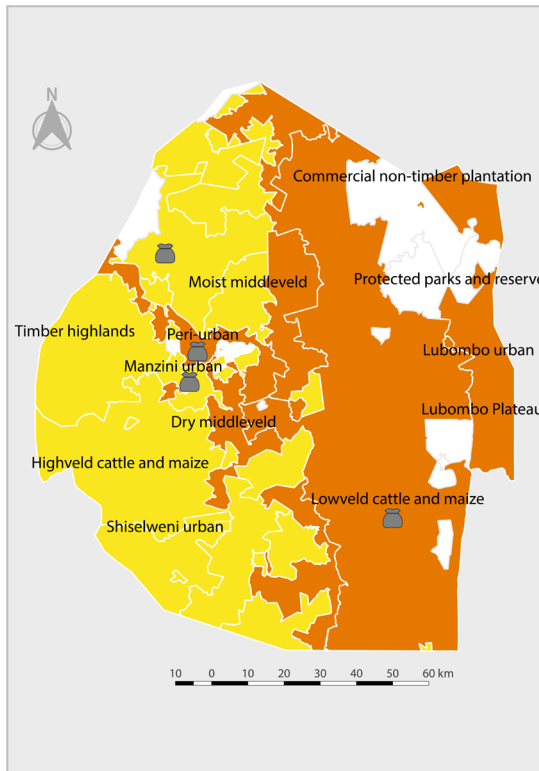 N
Commercial non-timber plantation
Moist middleveld
Protected parks and reserve
Timber highlands
Peri-urban
Lubombo urban
Manzini urban
Lubombo Plateau
Dry middleveld
Highveld cattle and maize
Lowveld cattle and maize
Shiselweni urban
10 0 10 20 30 40 50 60 km